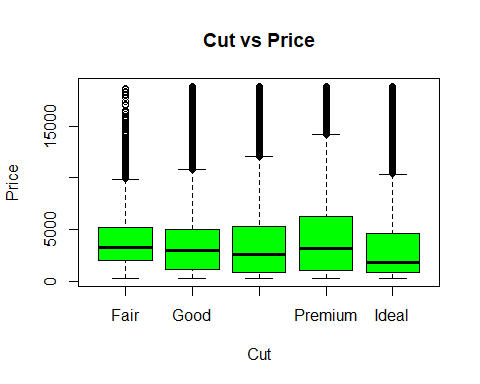 Cut vs Price
Price
15000
5000
0
Fair Good Premium Ideal
Cut